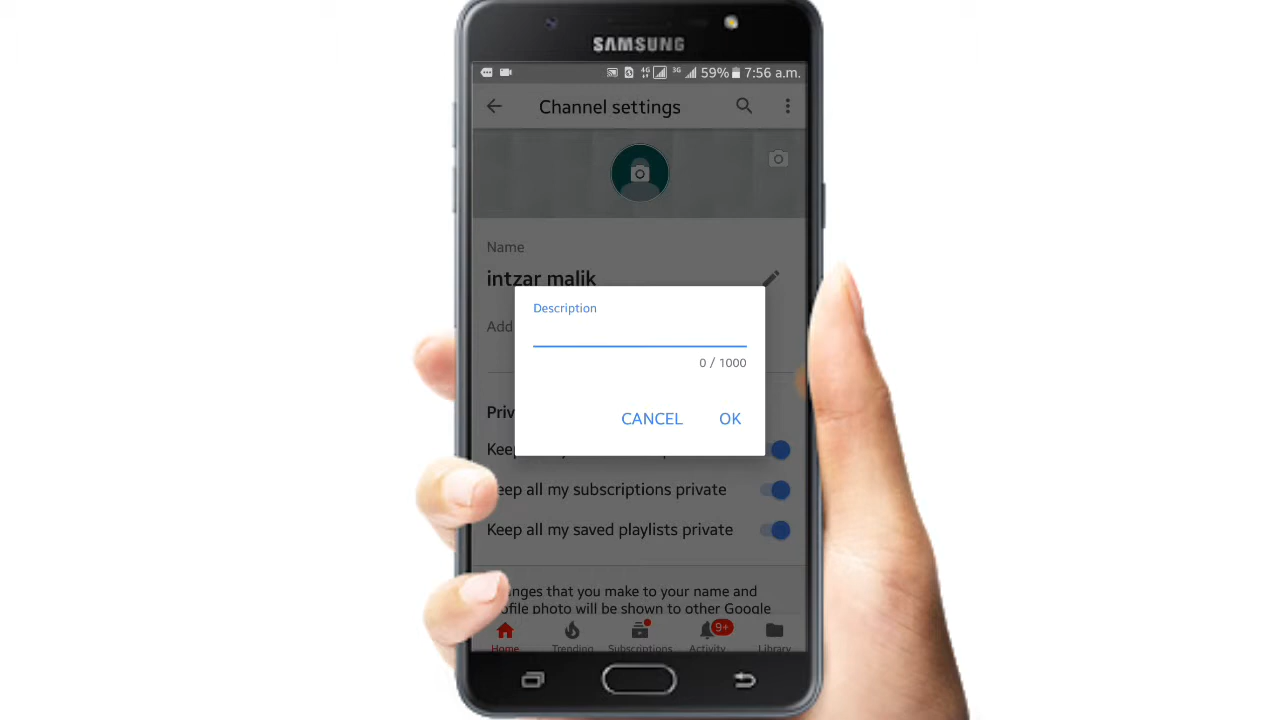 SAMSUNG
4G 3G 59% 7:56 a.m.
Channel settings
Name
intzar malik
Add
Description
0 / 1000
CANCEL OK
Priv
Keep
eep all my subscriptions private
Keep all my saved playlists private
nges that you make to your name and
ofile photo will be shown to other Google
9+
Home Trending Subscriptions Activity Library